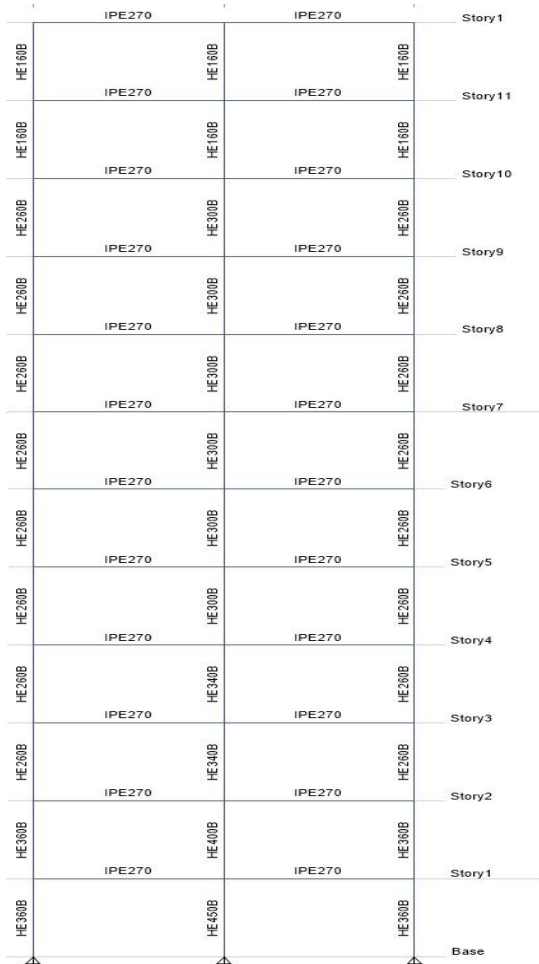 IPE270 IPE270 Story1
HE160B HE160B HE160B
IPE270 IPE270 Story11
HE160B HE160B HE160B
IPE270 IPE270 Story10
HE260B HE300B HE260B
IPE270 IPE270 Story9
HE260B HE300B HE260B
IPE270 IPE270 Story8
HE260B HE300B HE260B
IPE270 IPE270 Story7
HE260B HE300B HE260B
IPE270 IPE270 Story6
HE260B HE300B HE260B
IPE270 IPE270 Story5
HE260B HE300B HE260B
IPE270 IPE270 Story4
HE260B HE340B HE260B
IPE270 IPE270 Story3
HE260B HE340B HE260B
IPE270 IPE270 Story2
HE360B HE400B HE360B
IPE270 IPE270 Story1
HE360B HE450B HE360B
Base